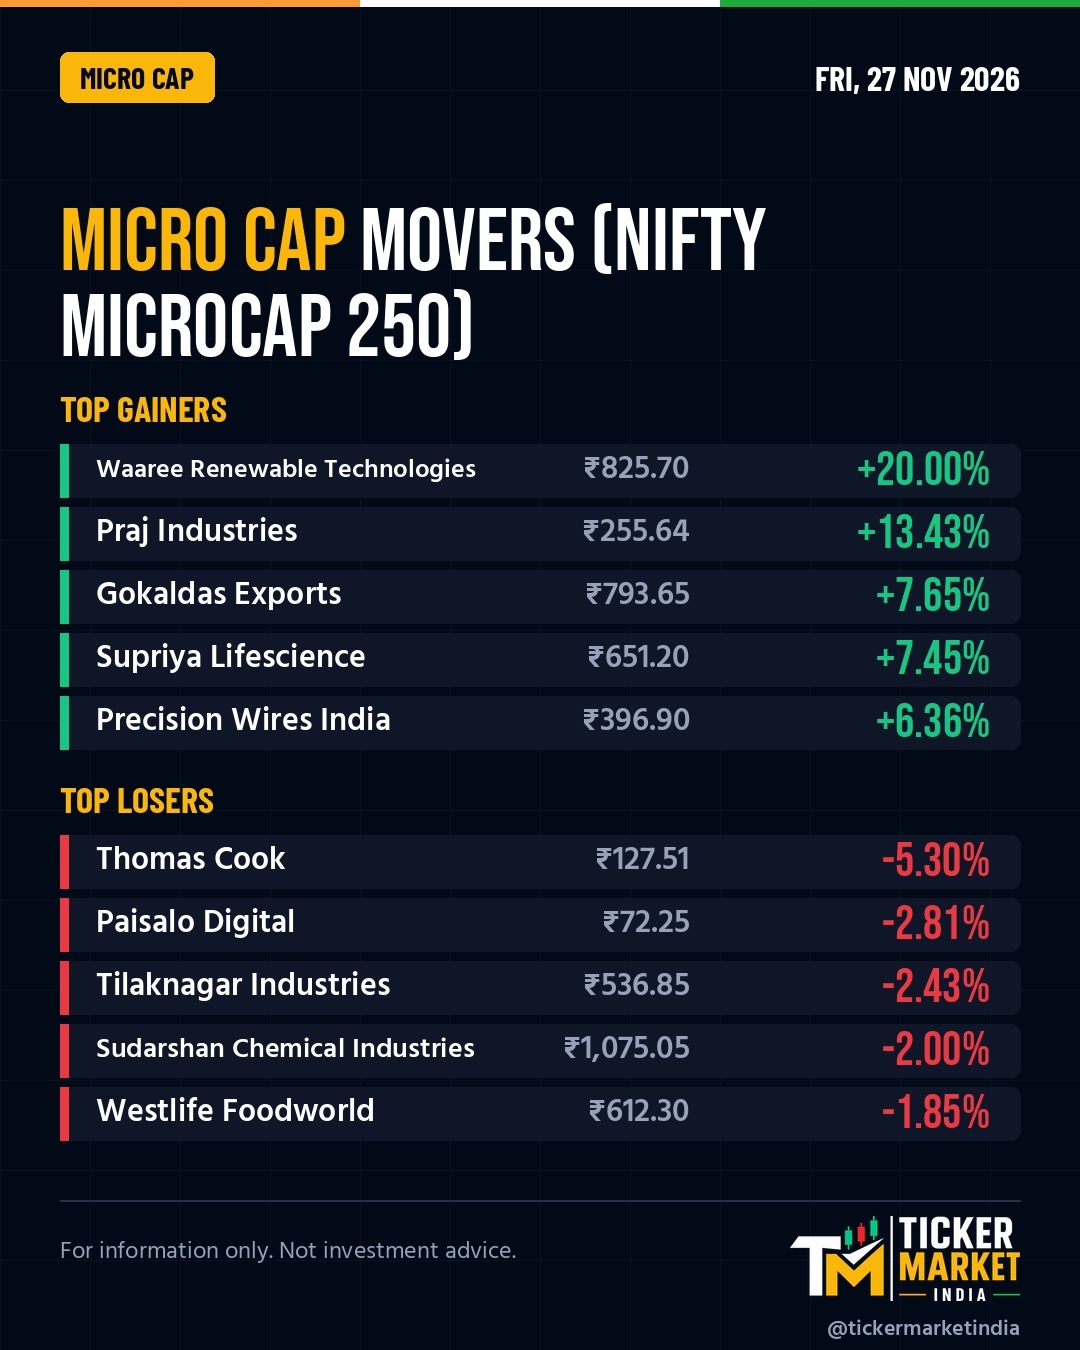 MICRO CAP
FRI, 27 NOV 2026
MICRO CAP MOVERS (NIFTY
MICROCAP 250)
TOP GAINERS
Waaree Renewable Technologies ₹825.70 +20.00%
Praj Industries ₹255.64 +13.43%
Gokaldas Exports ₹793.65 +7.65%
Supriya Lifescience ₹651.20 +7.45%
Precision Wires India ₹396.90 +6.36%
TOP LOSERS
Thomas Cook ₹127.51 -5.30%
Paisalo Digital ₹72.25 -2.81%
Tilaknagar Industries ₹536.85 -2.43%
Sudarshan Chemical Industries ₹1,075.05 -2.00%
Westlife Foodworld ₹612.30 -1.85%
For information only. Not investment advice.
TM
TICKER
MARKET
INDIA
@tickermarketindia